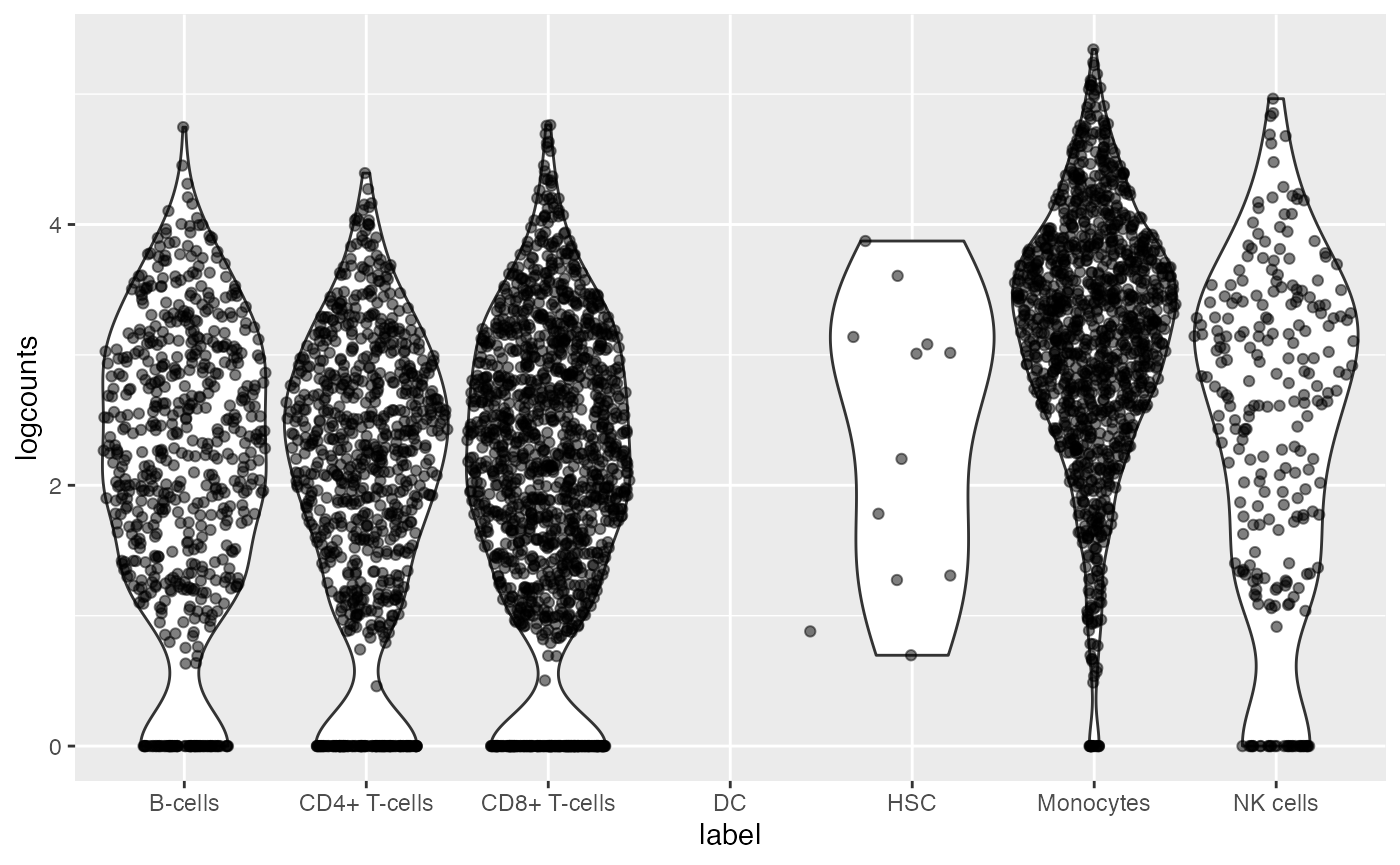 logcounts
4
2
0
B-cells
CD4+ T-cells
CD8+ T-cells
DC
HSC
Monocytes
NK cells
label